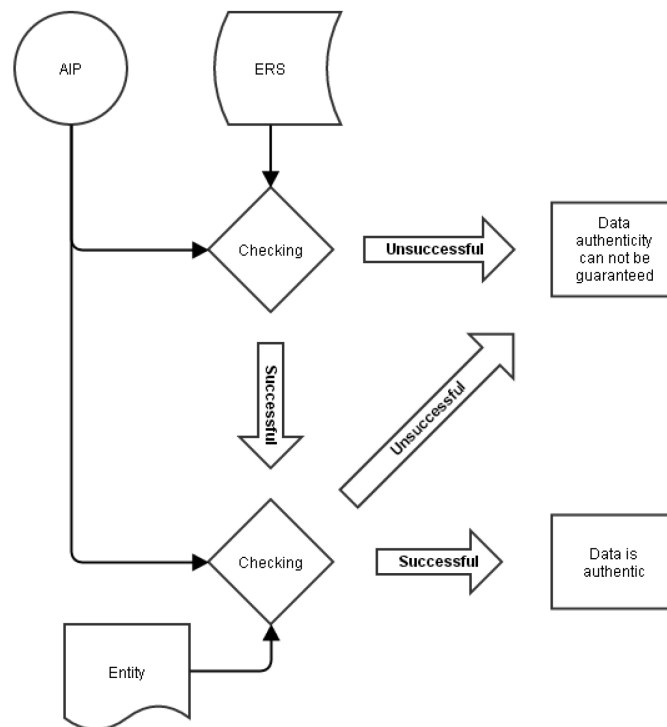 AIP
ERS
Checking
Unsuccessful
Data
authenticity
can not be
guaranteed
Successful
Unsuccessful
Checking
Successful
Data is
authentic
Entity